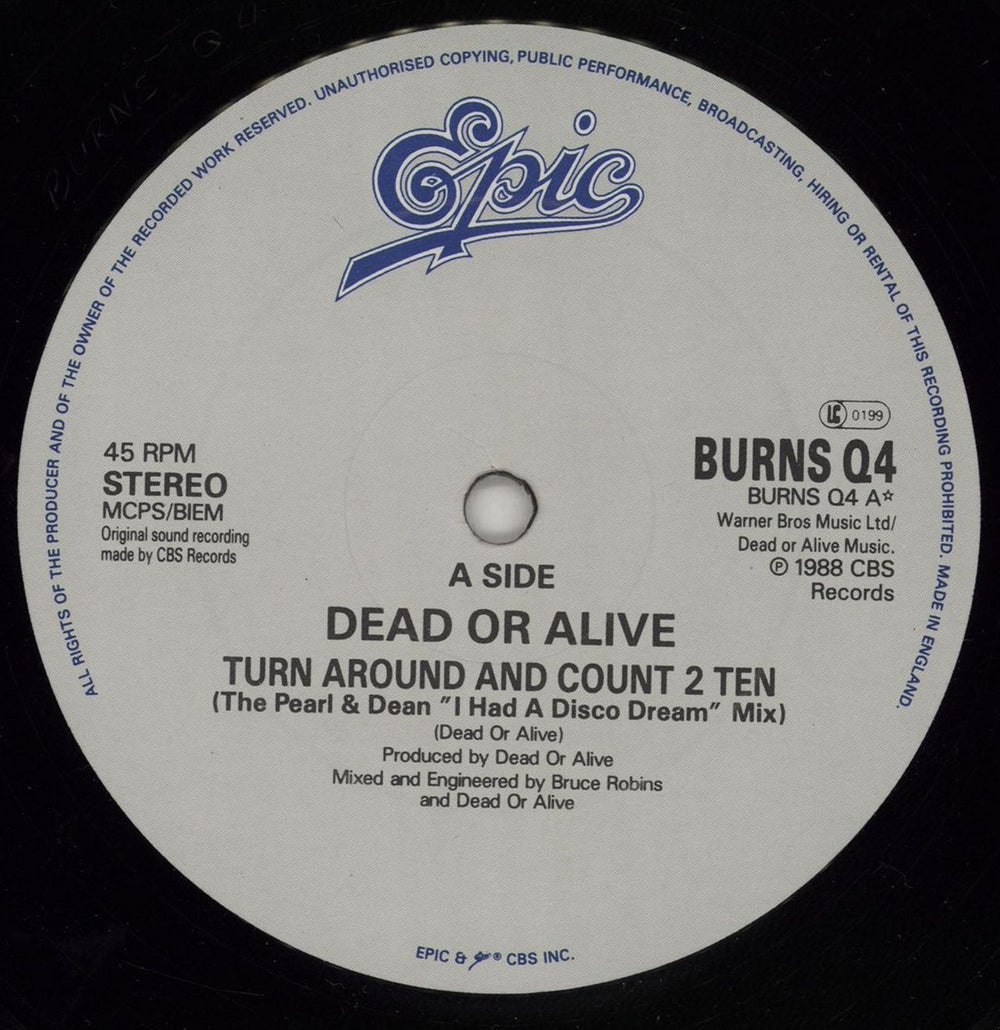 BURNS Q4
ALL RIGHTS OF THE PRODUCER AND OF THE OWNER OF THE RECORDED WORK RESERVED. UNAUTHORISED COPYING, PUBLIC PERFORMANCE, BROADCASTING, HIRING OR RENTAL OF THIS RECORDING PROHIBITED. MADE IN ENGLAND.
Epic
45 RPM
STEREO
MCPS/BIEM
Original sound recording
made by CBS Records
LC 0199
BURNS Q4
BURNS Q4 A☆
Warner Bros Music Ltd/
Dead or Alive Music.
℗ 1988 CBS
Records
A SIDE
DEAD OR ALIVE
TURN AROUND AND COUNT 2 TEN
(The Pearl & Dean "I Had A Disco Dream" Mix)
(Dead Or Alive)
Produced by Dead Or Alive
Mixed and Engineered by Bruce Robins
and Dead Or Alive
EPIC & Epic ® CBS INC.